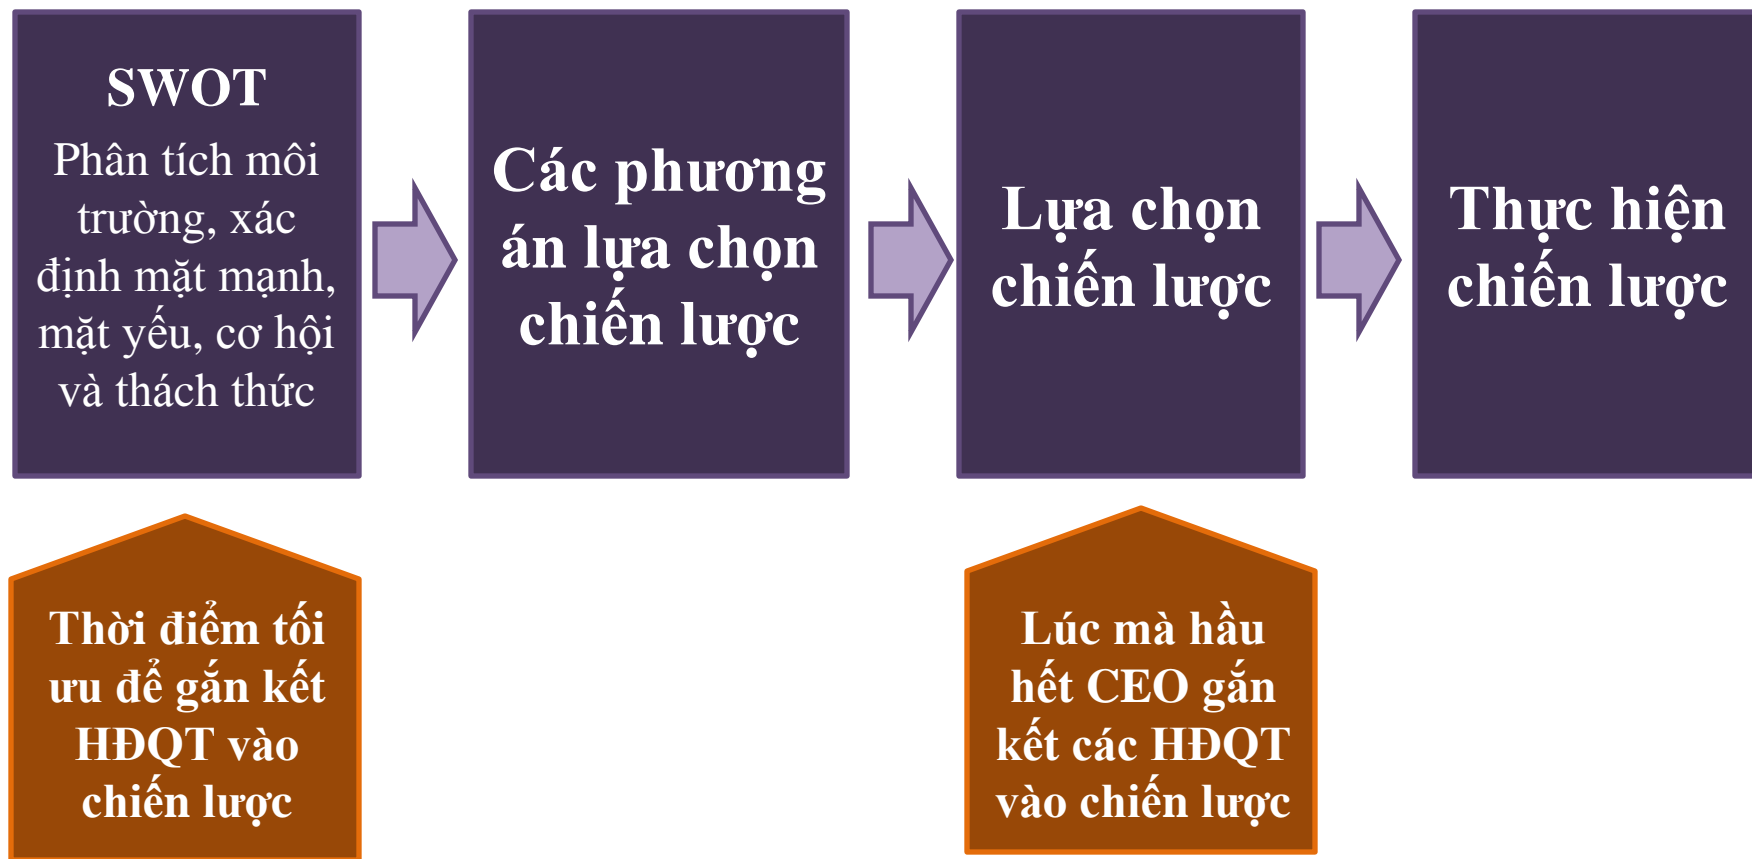 SWOT
Phân tích môi
trường, xác
định mặt mạnh,
mặt yếu, cơ hội
và thách thức
Các phương
án lựa chọn
chiến lược
Lựa chọn
chiến lược
Thực hiện
chiến lược
Thời điểm tối
ưu để gắn kết
HĐQT vào
chiến lược
Lúc mà hầu
hết CEO gắn
kết các HĐQT
vào chiến lược